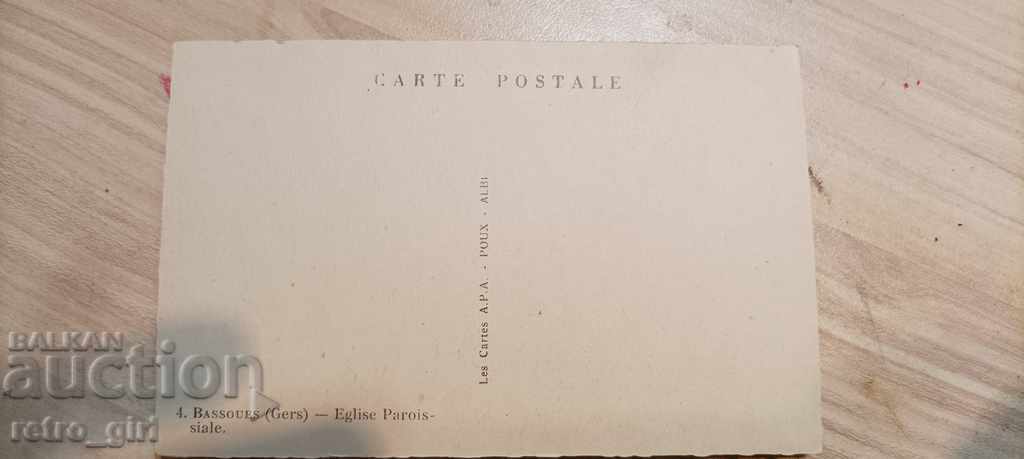 CARTE POSTALE
Les Cartes A.P.A. - POUX - ALBI
4. BASSOUES (Gers) — Eglise Parois-
siale.
BALKAN
auction
retro_girl